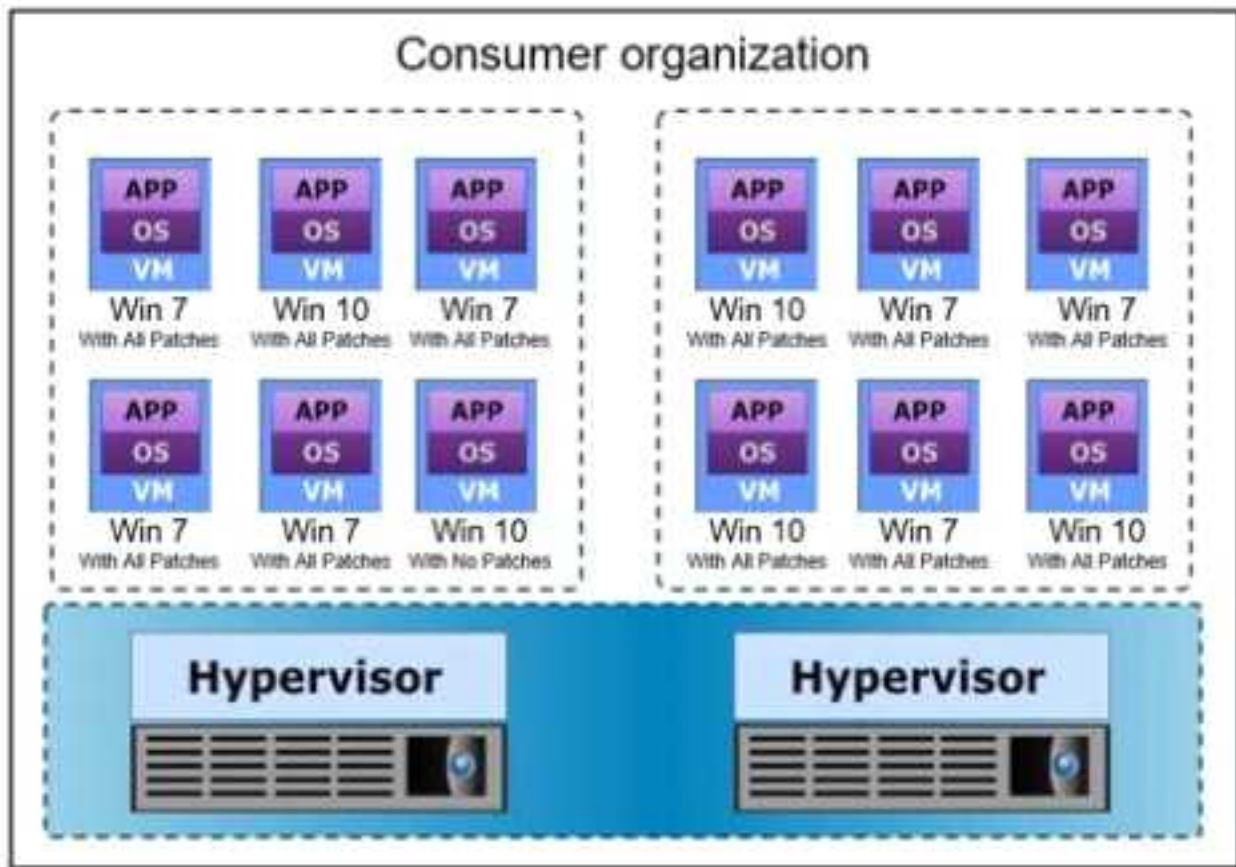 Consumer organization
APP APP APP APP APP APP
OS OS OS OS OS OS
VM VM VM VM VM VM
Win 7 Win 10 Win 7 Win 10 Win 7 Win 7
With All Patches With All Patches With All Patches With All Patches With All Patches With All Patches
APP APP APP APP APP APP
OS OS OS OS OS OS
VM VM VM VM VM VM
Win 7 Win 7 Win 10 Win 10 Win 7 Win 10
With All Patches With All Patches With No Patches With All Patches With All Patches With All Patches
Hypervisor Hypervisor